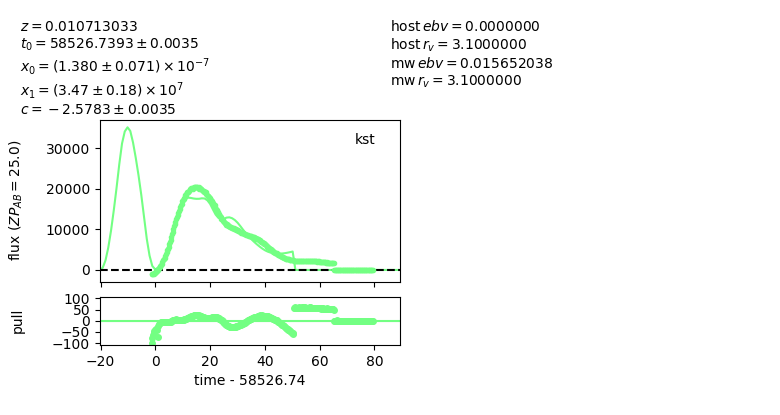 z = 0.010713033
t₀ = 58526.7393 ± 0.0035
x₀ = (1.380 ± 0.071) × 10⁻⁷
x₁ = (3.47 ± 0.18) × 10⁷
c = −2.5783 ± 0.0035
host ebv = 0.0000000
host r_v = 3.1000000
mw ebv = 0.015652038
mw r_v = 3.1000000
kst
flux (ZP_AB = 25.0)
30000
20000
10000
0
pull
100
50
0
−50
−100
−20 0 20 40 60 80
time - 58526.74